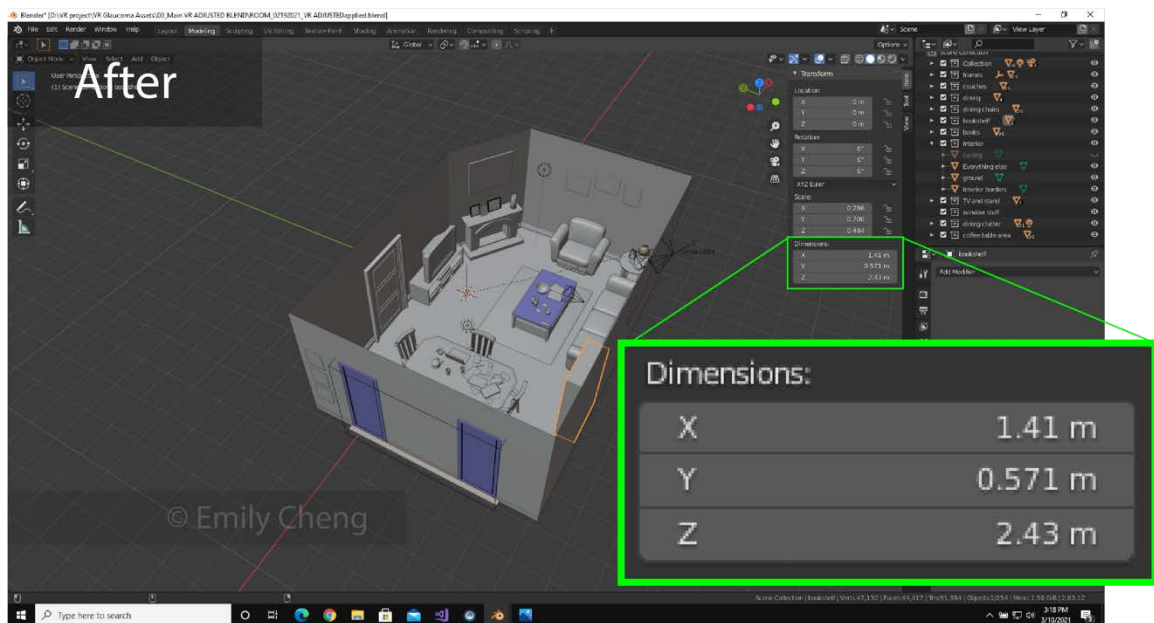 Blender* [D:\VR project\VR Glaucoma Assets\00_Main VR ADJUSTED BLEND\ROOM_02192021_VR ADJUSTEDapplied.blend]
File Edit Render Window Help Layout Modeling Sculpting UV Editing Texture Paint Shading Animation Rendering Compositing Scripting +
Scene View Layer
Global
Options
Object Mode View Select Add Object
After
(1) Scene
Transform
Location:
X 0 m
Y 0 m
Z 0 m
Rotation:
X 0°
Y 0°
Z 0°
XYZ Euler
Scale:
X 0.286
Y 0.700
Z 0.484
Dimensions:
X 1.41 m
Y 0.571 m
Z 2.43 m
Item
Tool
View
Scene Collection
Collection
frames
couches
dining
dining chairs
bookshelf
books
interior
ceiling
Everything else
ground
interior borders
TV and stand
window stuff
dining clutter
coffee table area
bookshelf
Add Modifier
Dimensions:
X 1.41 m
Y 0.571 m
Z 2.43 m
© Emily Cheng
Type here to search
3:18 PM
3/10/2021